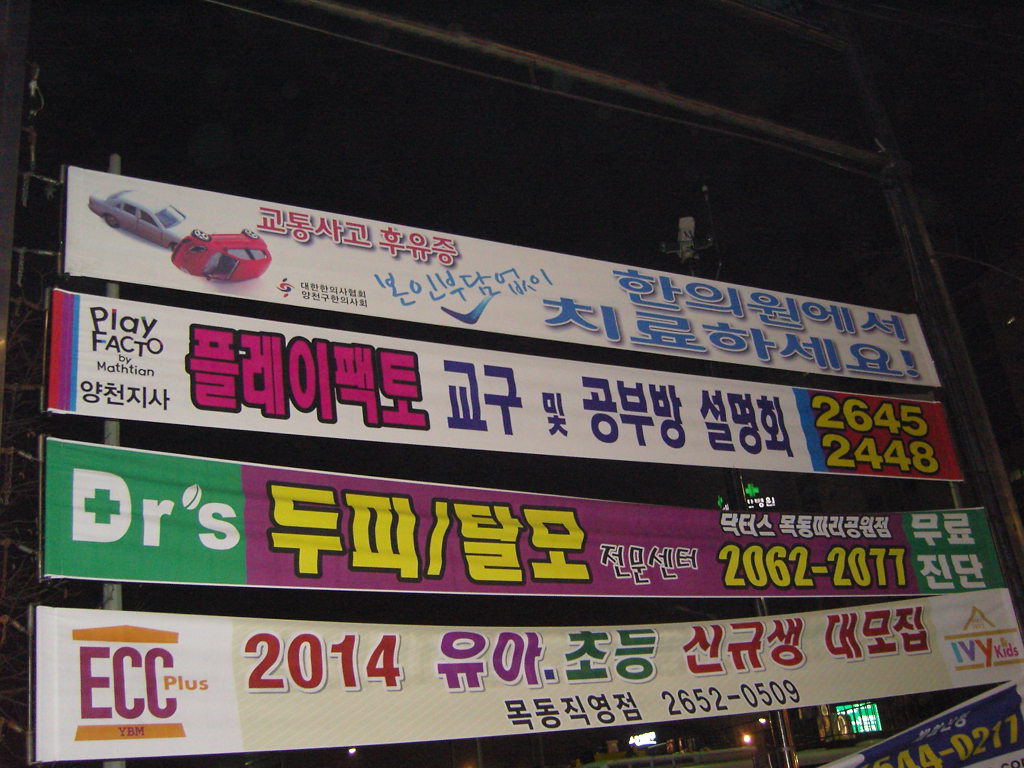 교통사고 후유증
대한한의사협회
양천구한의사회
본인부담없이
한의원에서
치료하세요!
Play
FACTO
by
Mathtian
양천지사
플레이팩토 교구 및 공부방 설명회
2645
2448
Dr's
두피/탈모
전문센터
닥터스 목동파리공원점
2062-2077
무료
진단
ECC Plus
YBM
2014 유아.초등 신규생 대모집
목동직영점 2652-0509
IVY Kids
544-0277